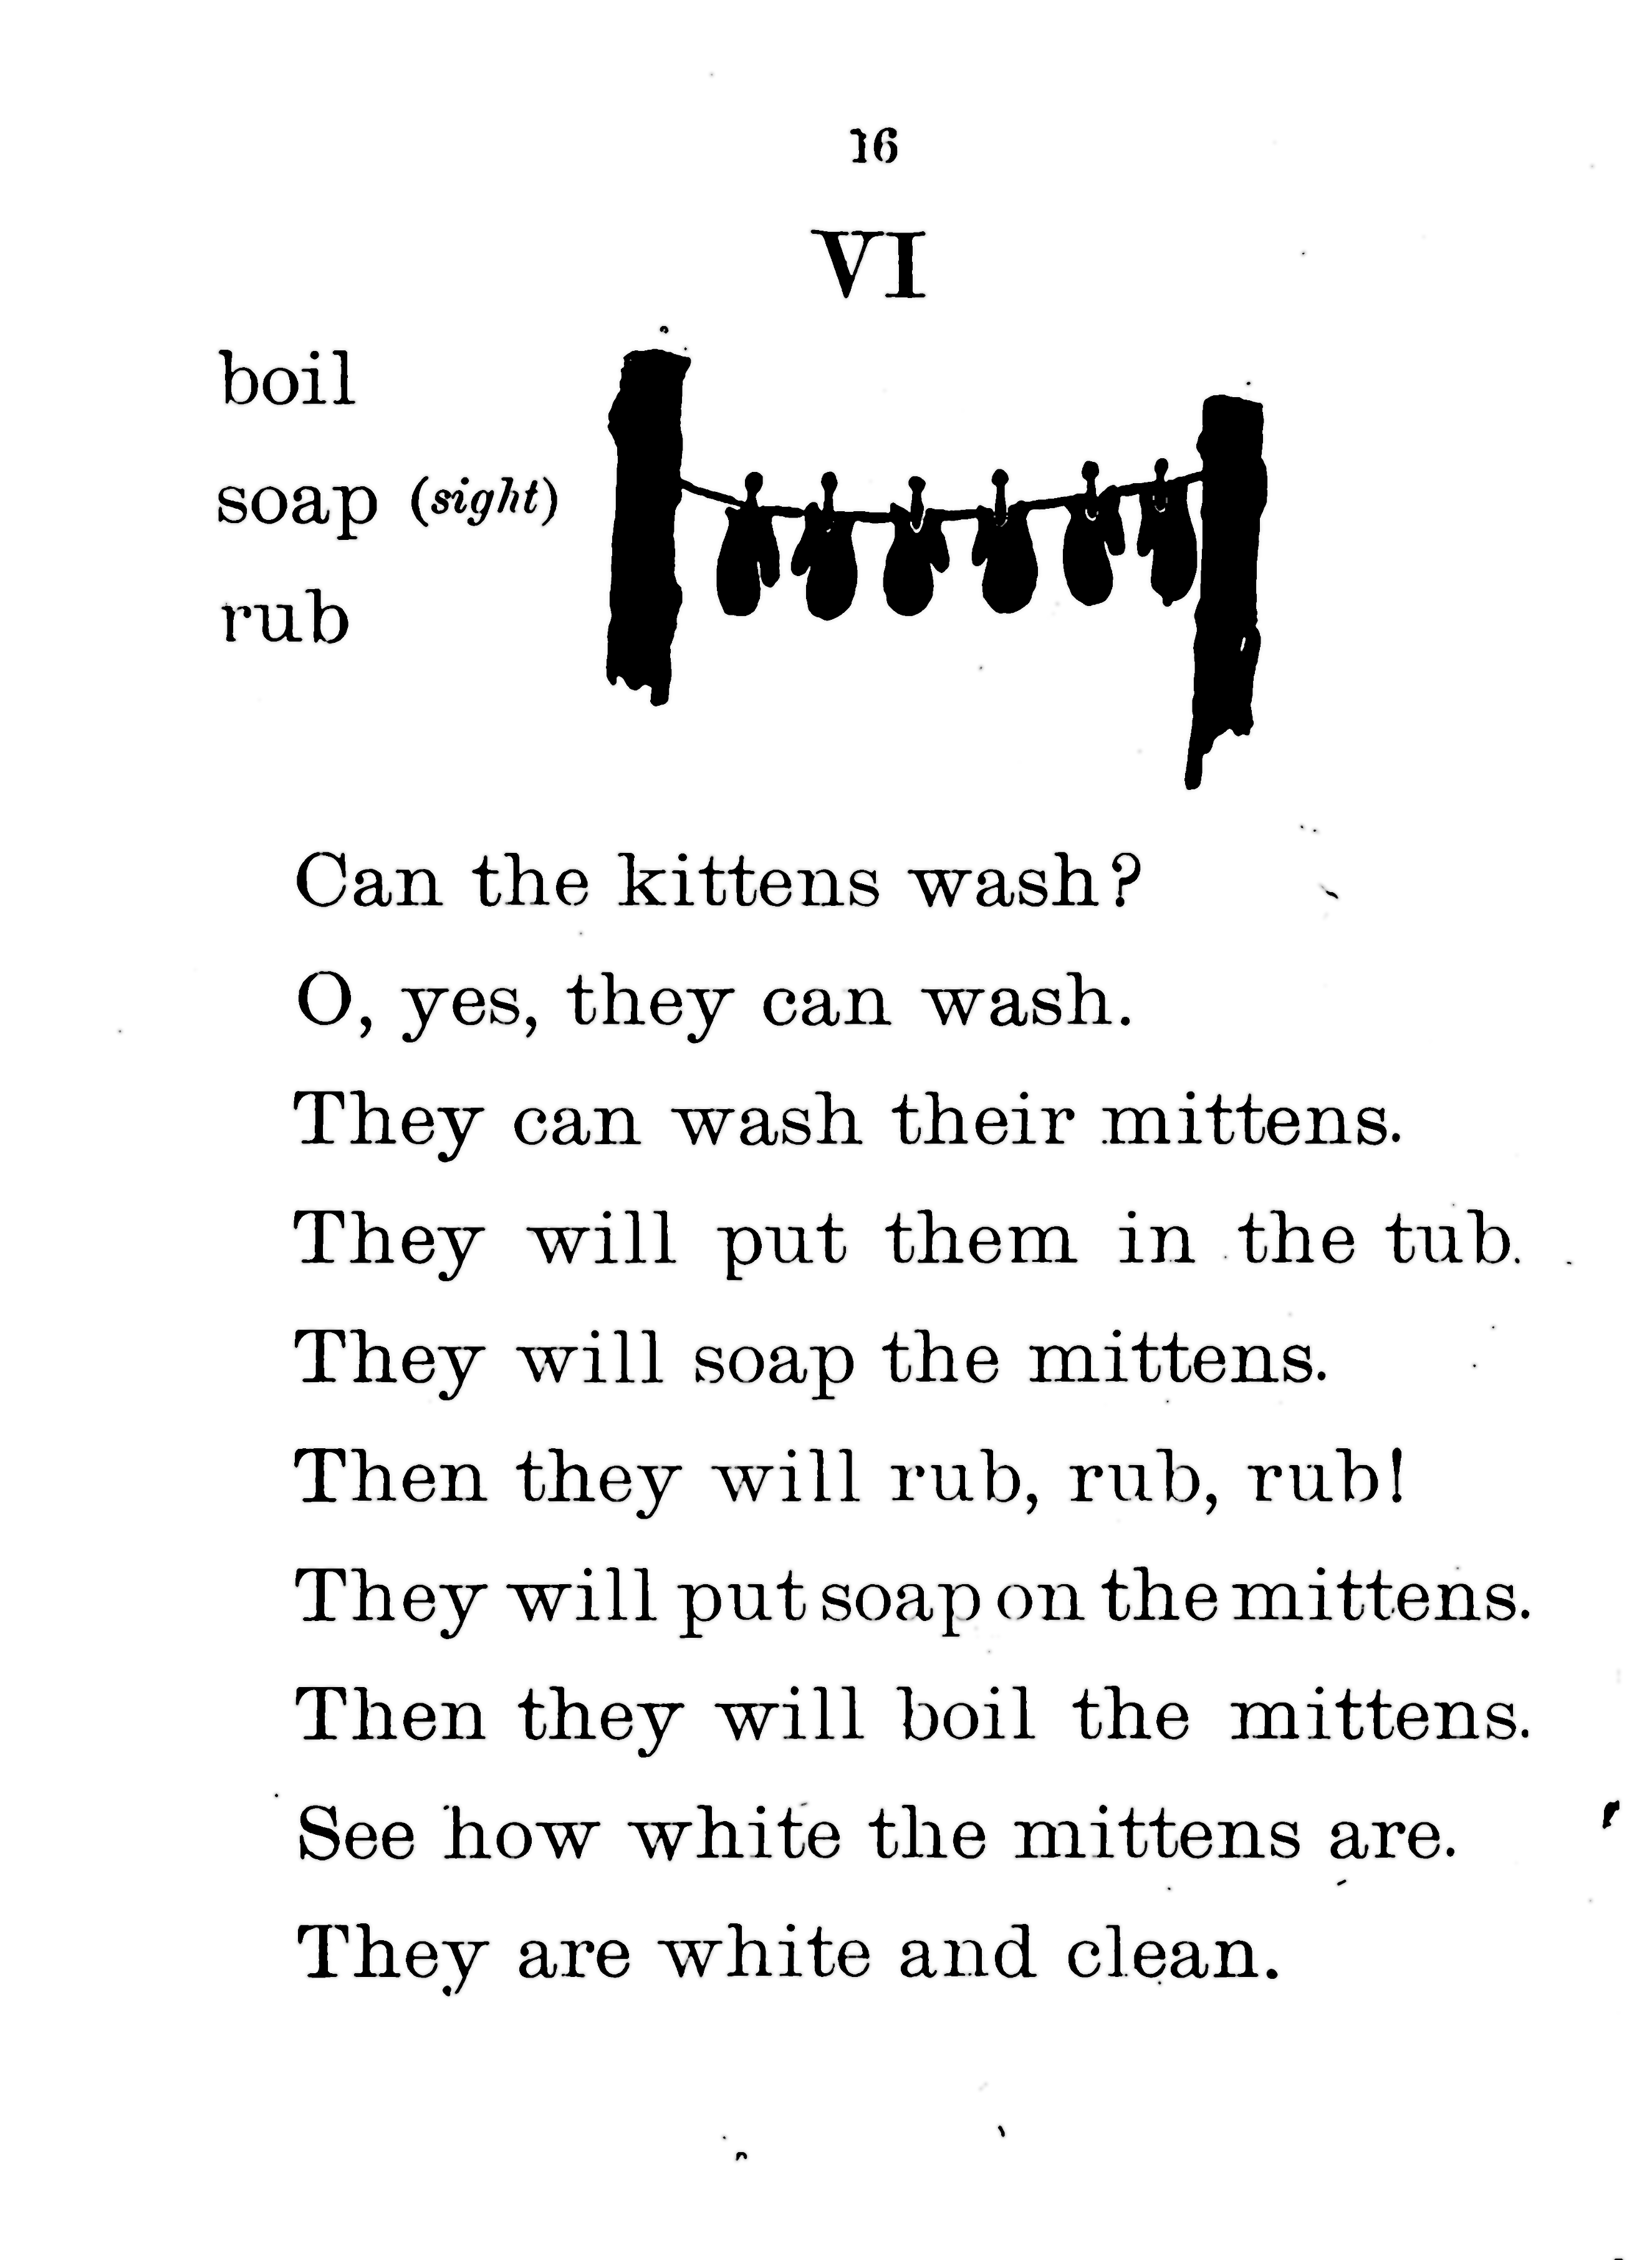 16
VI
boil
soap (sight)
rub
Can the kittens wash?
O, yes, they can wash.
They can wash their mittens.
They will put them in the tub.
They will soap the mittens.
Then they will rub, rub, rub!
They will put soap on the mittens.
Then they will boil the mittens.
See how white the mittens are.
They are white and clean.